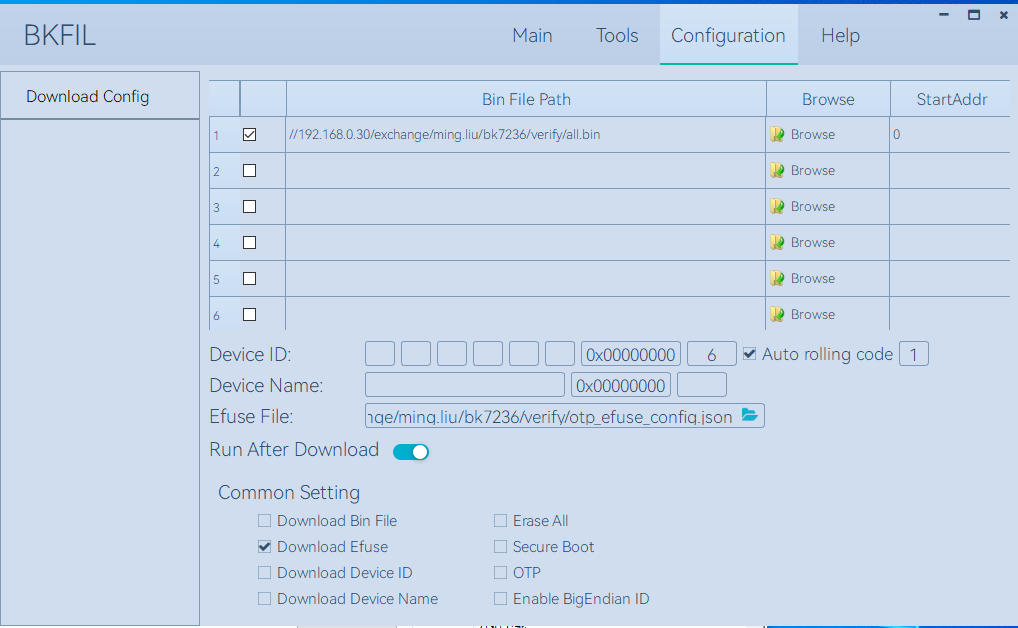 BKFIL
Main Tools Configuration Help
Download Config
Bin File Path Browse StartAddr
1 //192.168.0.30/exchange/ming.liu/bk7236/verify/all.bin Browse 0
2 Browse
3 Browse
4 Browse
5 Browse
6 Browse
Device ID: 0x00000000 6 Auto rolling code 1
Device Name: 0x00000000
Efuse File: nge/ming.liu/bk7236/verify/otp_efuse_config.json
Run After Download
Common Setting
Download Bin File Erase All
Download Efuse Secure Boot
Download Device ID OTP
Download Device Name Enable BigEndian ID